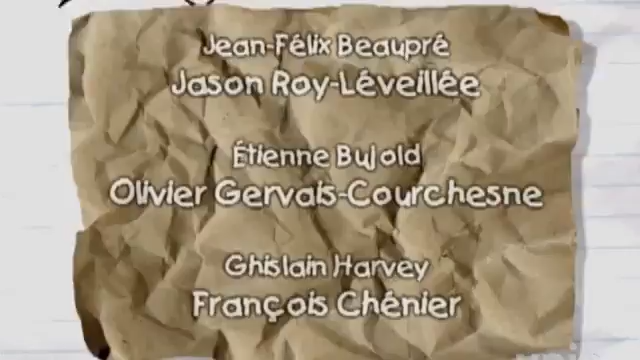 Jean-Félix Beaupré
Jason Roy-Léveillée
Étienne Bujold
Olivier Gervais-Courchesne
Ghislain Harvey
François Chénier